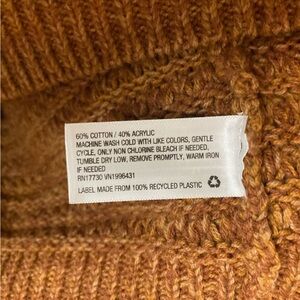 60% COTTON / 40% ACRYLIC
MACHINE WASH COLD WITH LIKE COLORS, GENTLE
CYCLE, ONLY NON CHLORINE BLEACH IF NEEDED,
TUMBLE DRY LOW, REMOVE PROMPTLY, WARM IRON
IF NEEDED
RN17730 VN1996431
LABEL MADE FROM 100% RECYCLED PLASTIC